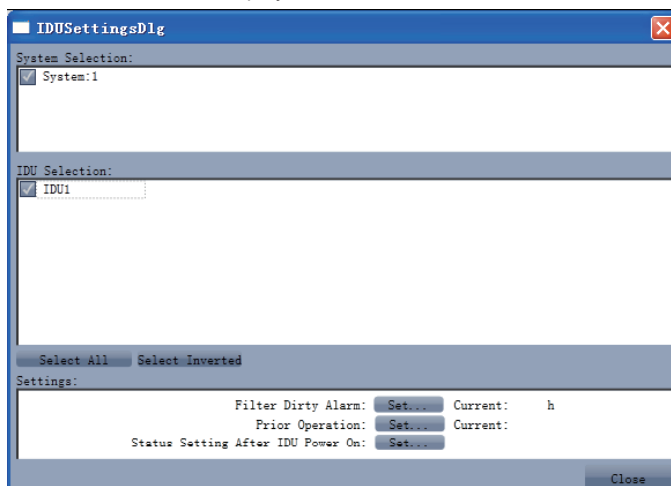 IDUSettingsDlg
System Selection:
System:1
IDU Selection:
IDU1
Select All Select Inverted
Settings:
Filter Dirty Alarm: Set... Current: h
Prior Operation: Set... Current:
Status Setting After IDU Power On: Set...
Close